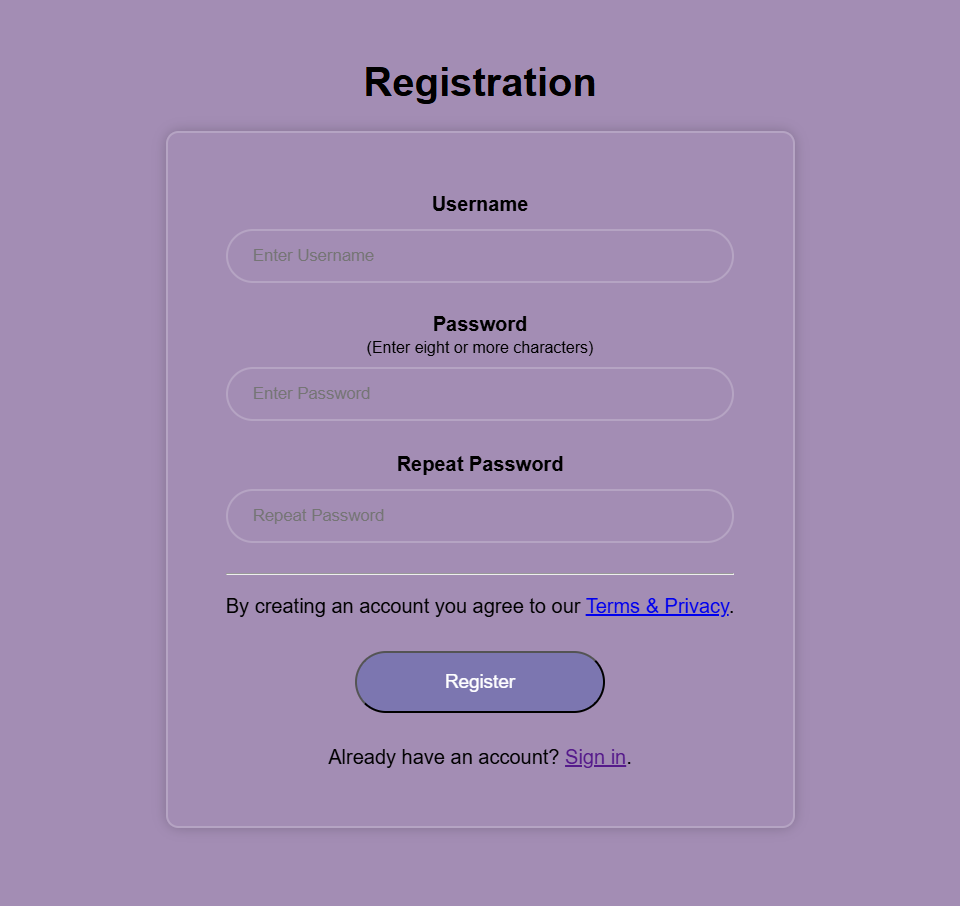 Registration
Username
Enter Username
Password
(Enter eight or more characters)
Enter Password
Repeat Password
Repeat Password
By creating an account you agree to our Terms & Privacy.
Register
Already have an account? Sign in.